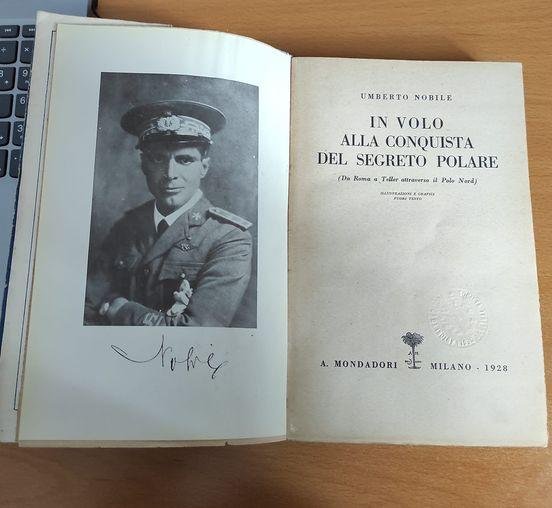 Nobile
UMBERTO NOBILE
IN VOLO
ALLA CONQUISTA
DEL SEGRETO POLARE
(Da Roma a Teller attraverso il Polo Nord)
ILLUSTRAZIONI E GRAFICI
FUORI TESTO
A. MONDADORI MILANO - 1928